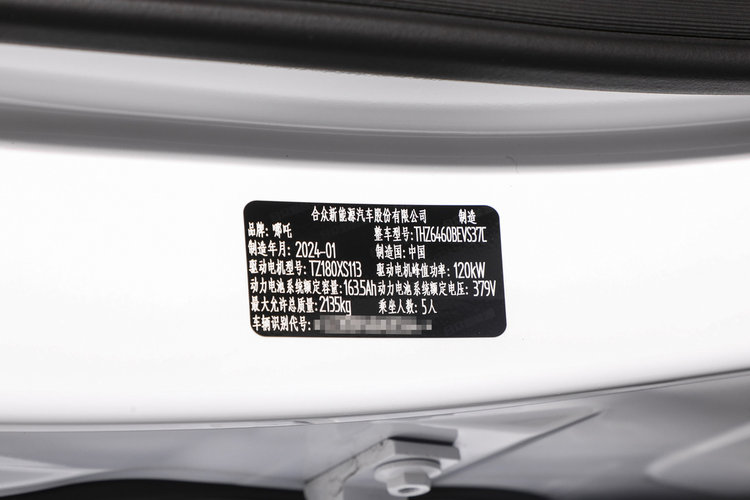 合众新能源汽车股份有限公司 制造
品牌: 哪吒 整车型号: THZ6460BEVS37C
制造年月: 2024-01 制造国: 中国
驱动电机型号: TZ180XS113 驱动电机峰值功率: 120kW
动力电池系统额定容量: 163.5Ah 动力电池系统额定电压: 379V
最大允许总质量: 2135kg 乘坐人数: 5人
车辆识别代号: